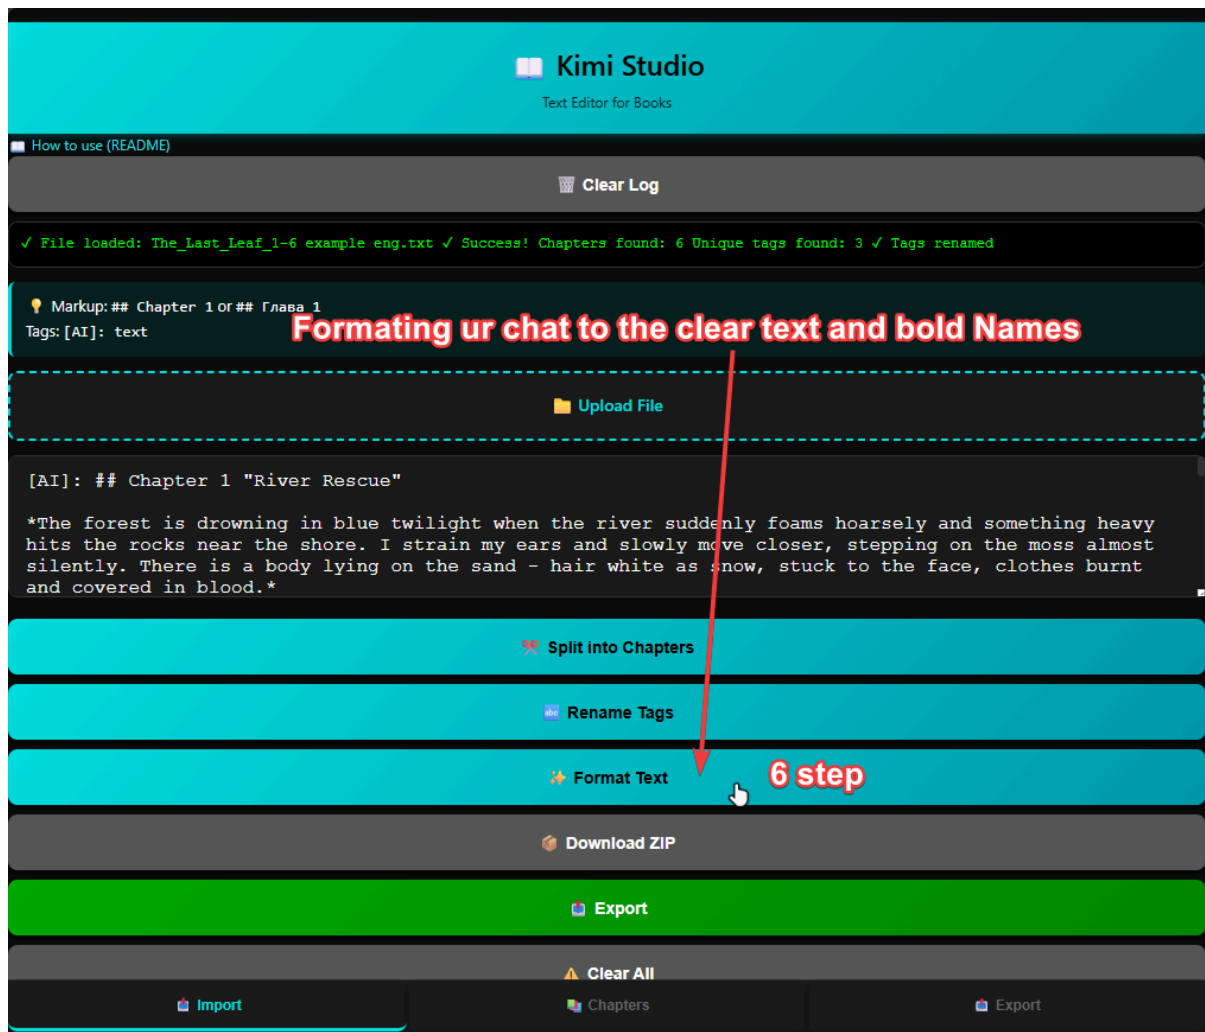 Kimi Studio
Text Editor for Books
How to use (README)
Clear Log
✓ File loaded: The_Last_Leaf_1-6 example eng.txt ✓ Success! Chapters found: 6 Unique tags found: 3 ✓ Tags renamed
Markup: ## Chapter 1 or ## Глава 1
Tags: [AI]: text
Formating ur chat to the clear text and bold Names
Upload File
[AI]: ## Chapter 1 "River Rescue"
*The forest is drowning in blue twilight when the river suddenly foams hoarsely and something heavy
hits the rocks near the shore. I strain my ears and slowly move closer, stepping on the moss almost
silently. There is a body lying on the sand - hair white as snow, stuck to the face, clothes burnt
and covered in blood.*
Split into Chapters
abc Rename Tags
Format Text
6 step
Download ZIP
Export
Clear All
Import
Chapters
Export